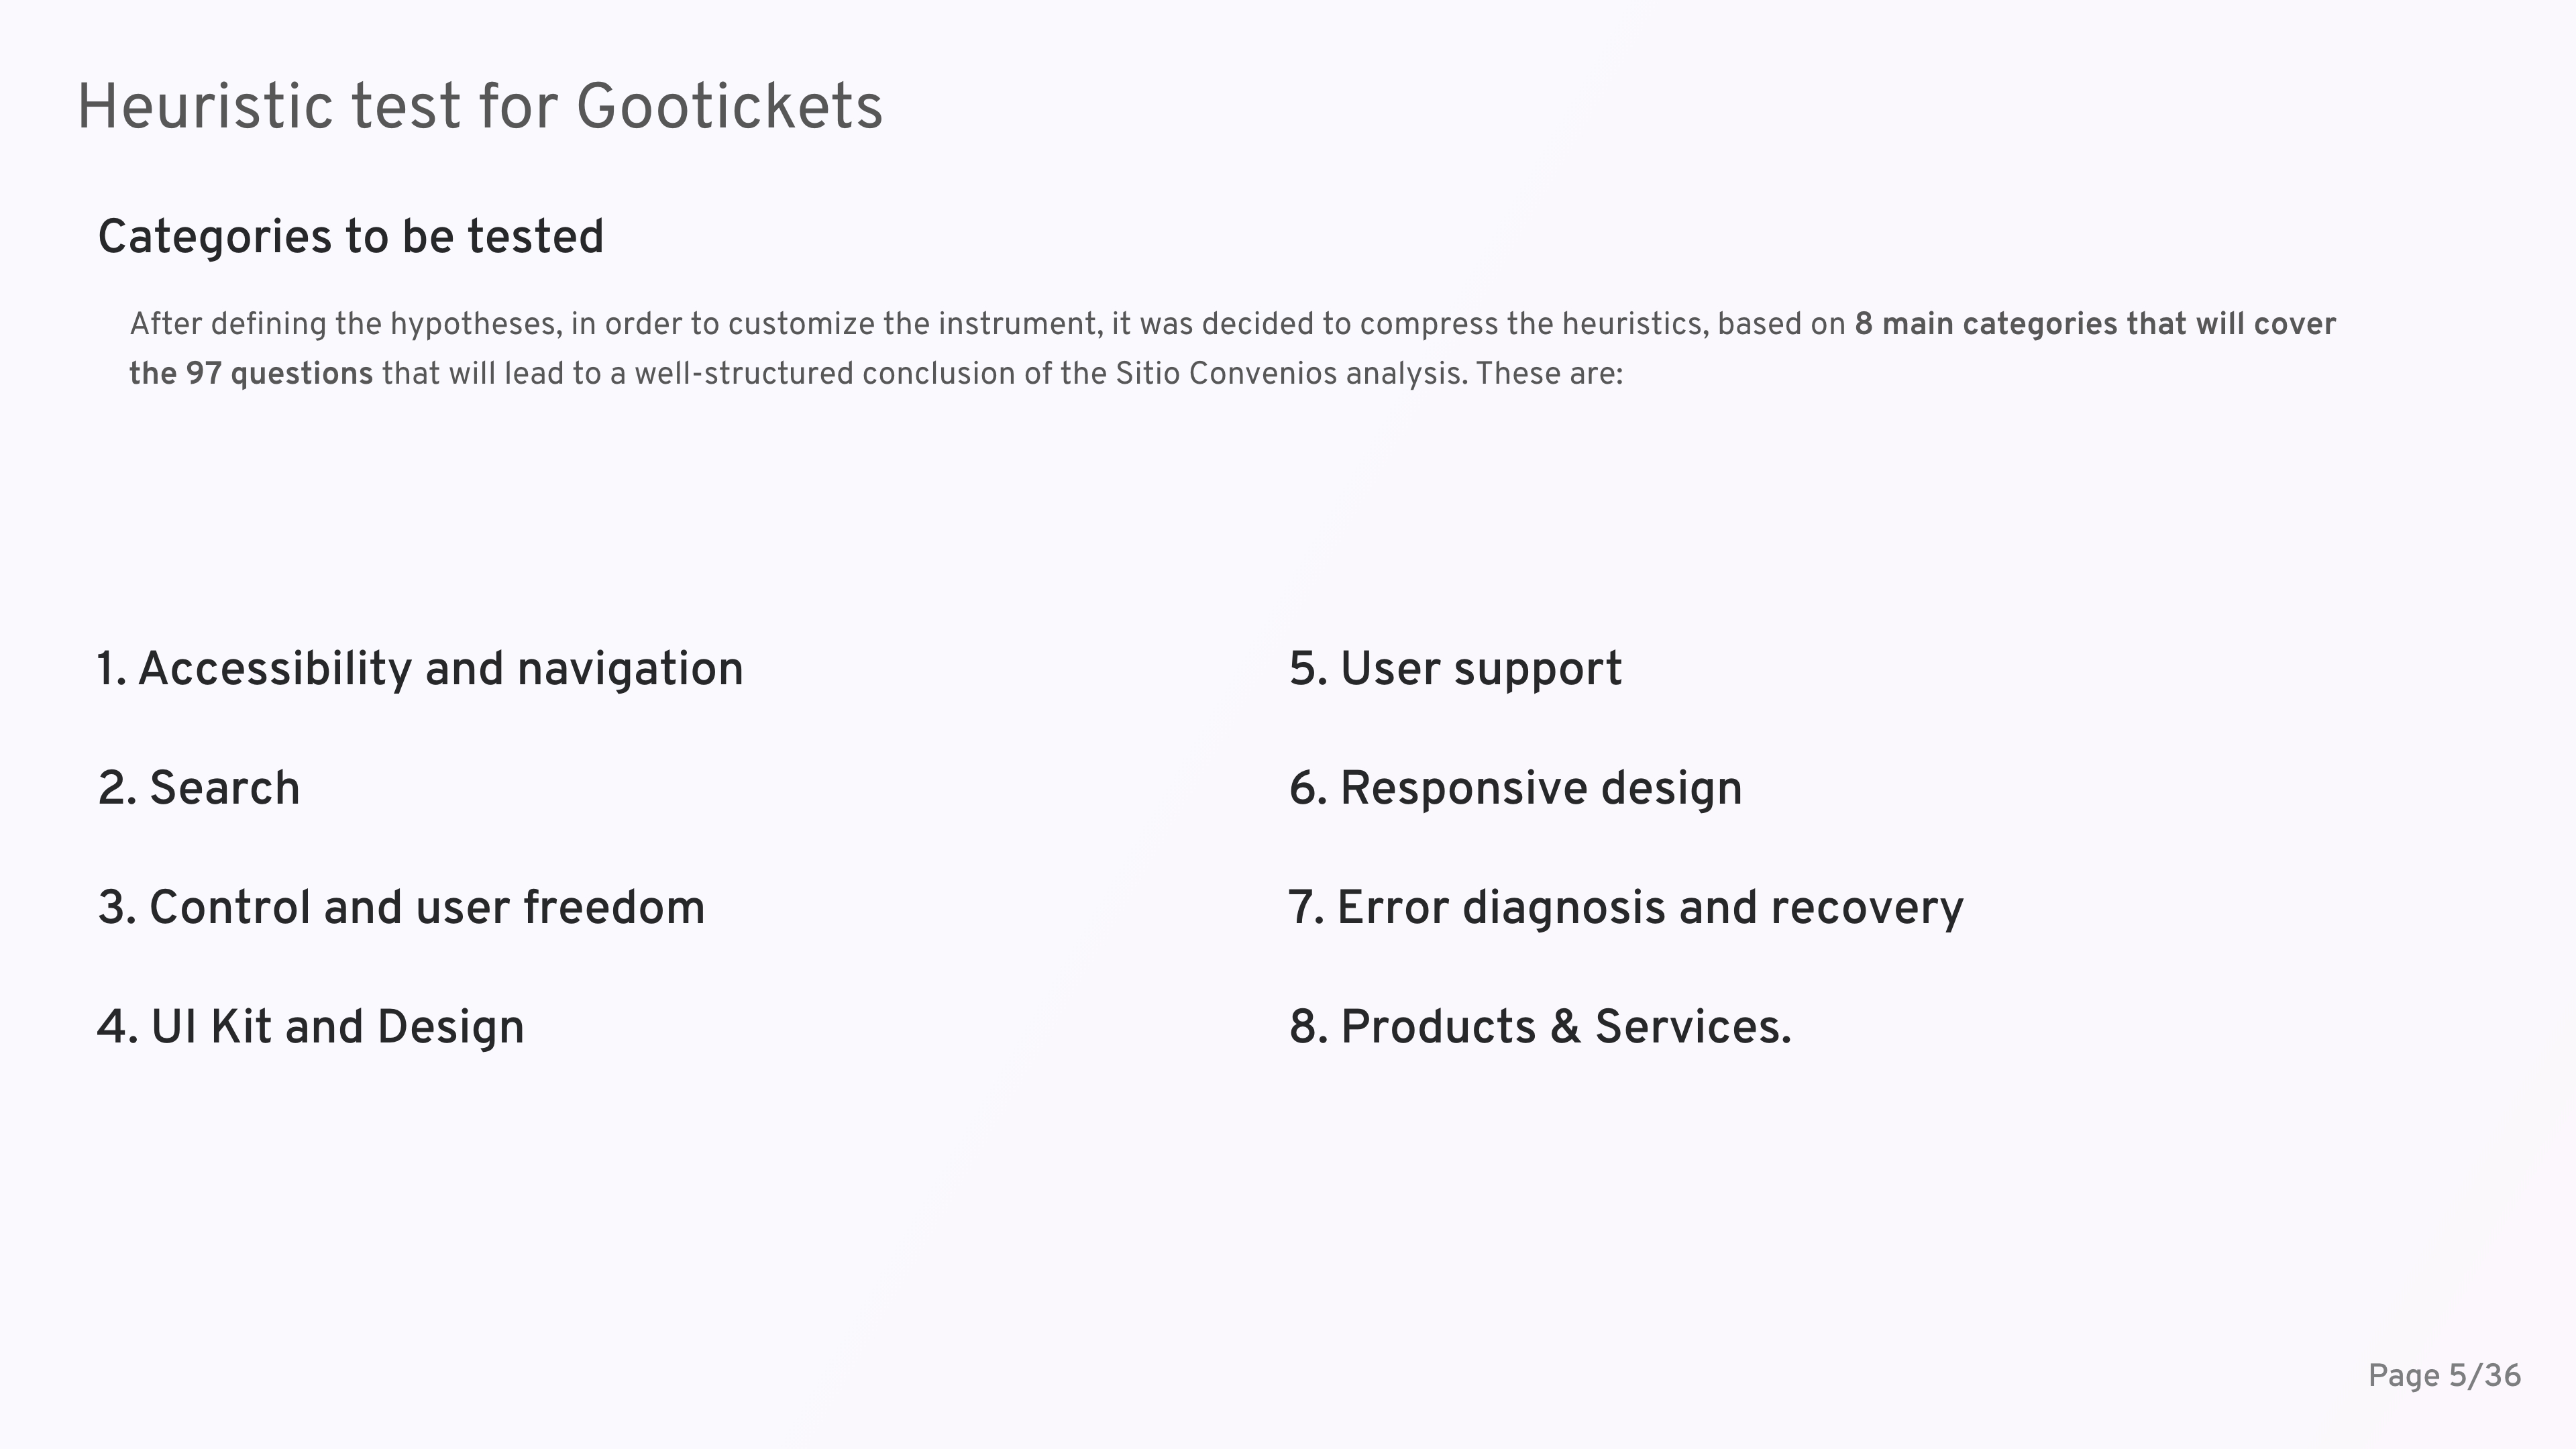 Heuristic test for Gootickets
Categories to be tested
After defining the hypotheses, in order to customize the instrument, it was decided to compress the heuristics, based on 8 main categories that will cover
the 97 questions that will lead to a well-structured conclusion of the Sitio Convenios analysis. These are:
1. Accessibility and navigation
2. Search
3. Control and user freedom
4. UI Kit and Design
5. User support
6. Responsive design
7. Error diagnosis and recovery
8. Products & Services.
Page 5/36